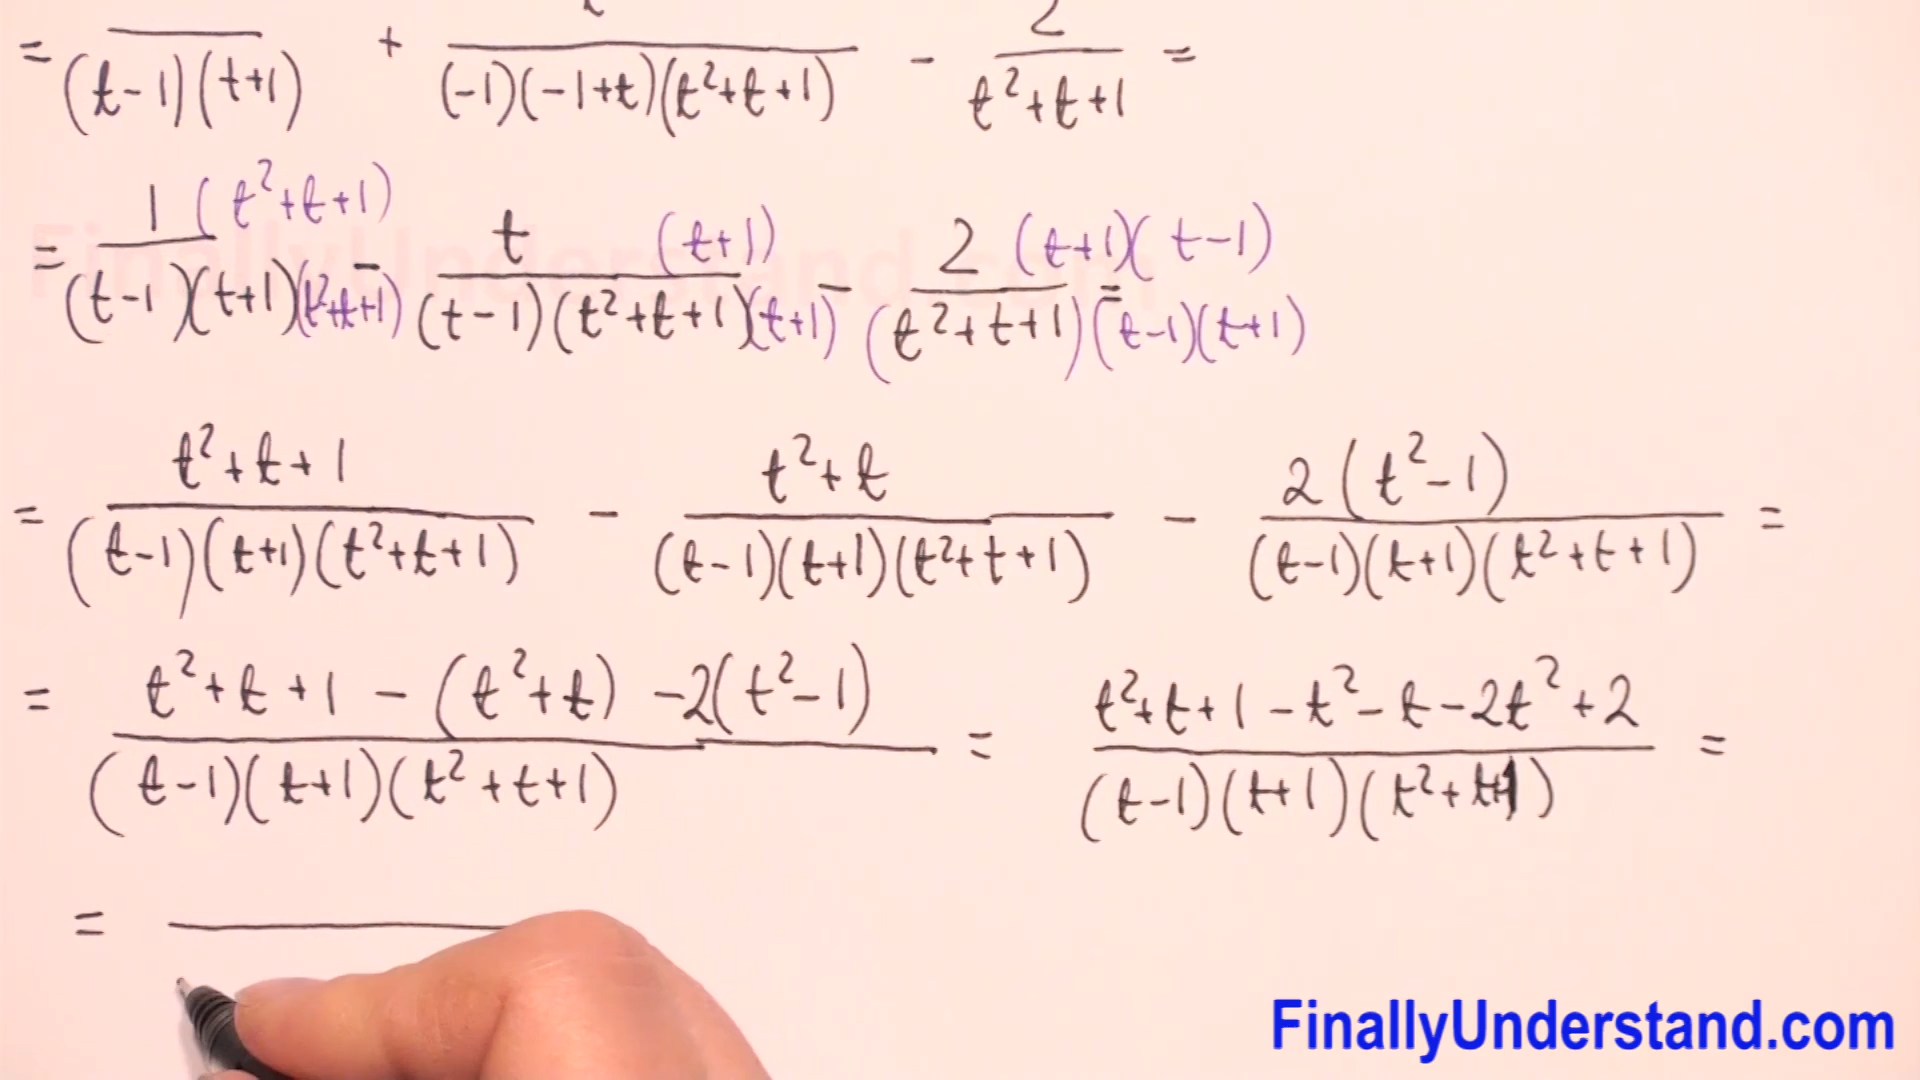 = / (t-1)(t+1) + / (-1)(-1+t)(t²+t+1) - 2 / t²+t+1 =
= 1 (t²+t+1) / (t-1)(t+1)(t²+t+1) - t (t+1) / (t-1)(t²+t+1)(t+1) - 2 (t+1)(t-1) / (t²+t+1)(t-1)(t+1) =
FinallyUnderstand.com
= t²+t+1 / (t-1)(t+1)(t²+t+1) - t²+t / (t-1)(t+1)(t²+t+1) - 2(t²-1) / (t-1)(t+1)(t²+t+1) =
= t²+t+1-(t²+t)-2(t²-1) / (t-1)(t+1)(t²+t+1) = t²+t+1-t²-t-2t²+2 / (t-1)(t+1)(t²+t+1) =
=
FinallyUnderstand.com